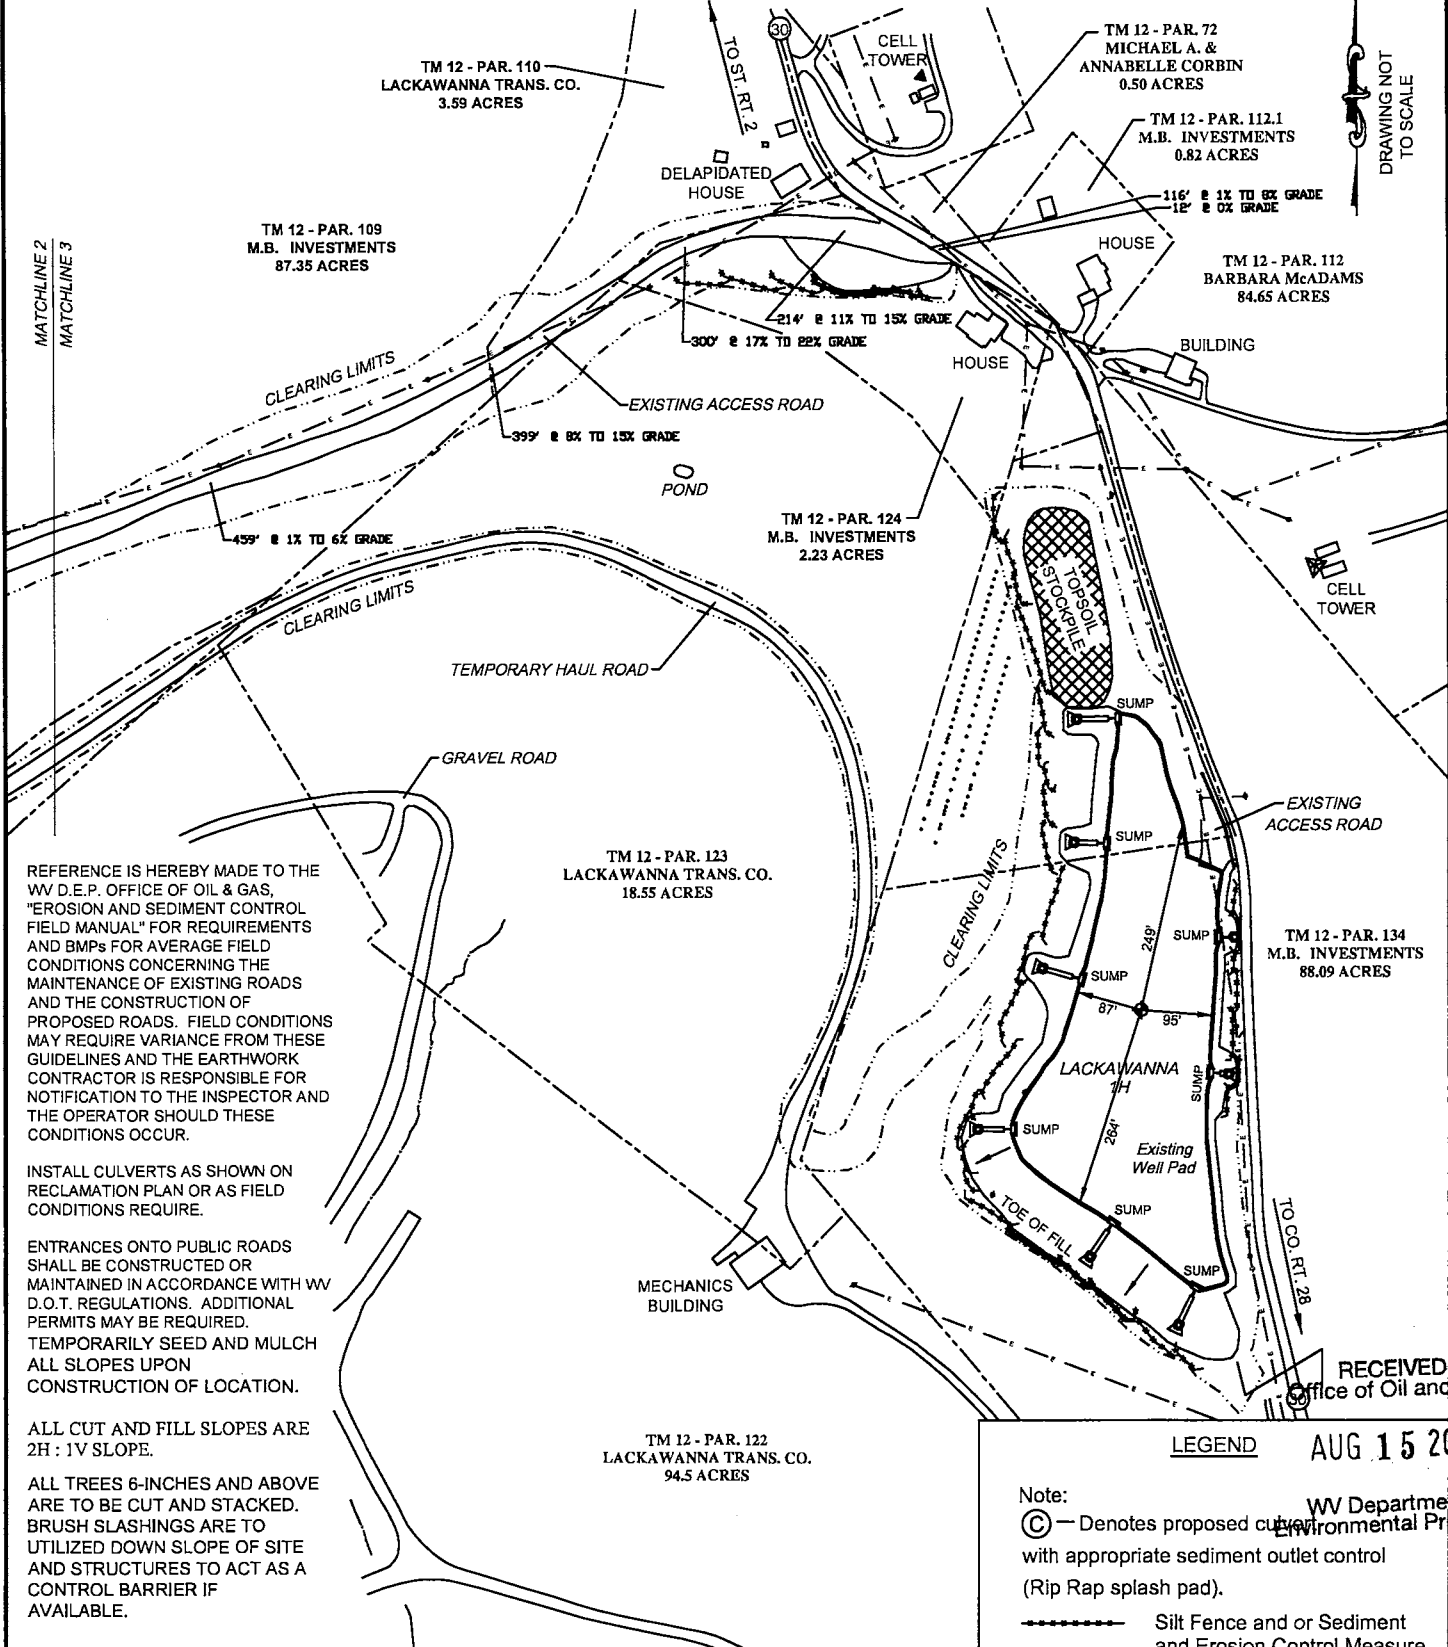 30
TO ST. RT. 2
CELL
TOWER
TM 12 - PAR. 72
MICHAEL A. &
ANNABELLE CORBIN
0.50 ACRES
DRAWING NOT
TO SCALE
TM 12 - PAR. 110
LACKAWANNA TRANS. CO.
3.59 ACRES
TM 12 - PAR. 112.1
M.B. INVESTMENTS
0.82 ACRES
DELAPIDATED
HOUSE
116' @ 1% TO 8% GRADE
12' @ 0% GRADE
TM 12 - PAR. 109
M.B. INVESTMENTS
87.35 ACRES
HOUSE
TM 12 - PAR. 112
BARBARA McADAMS
84.65 ACRES
MATCHLINE 2
MATCHLINE 3
214' @ 11% TO 15% GRADE
300' @ 17% TO 22% GRADE
HOUSE
BUILDING
CLEARING LIMITS
EXISTING ACCESS ROAD
399' @ 8% TO 15% GRADE
POND
TM 12 - PAR. 124
M.B. INVESTMENTS
2.23 ACRES
459' @ 1% TO 6% GRADE
CLEARING LIMITS
TOPSOIL
STOCKPILE
CELL
TOWER
TEMPORARY HAUL ROAD
SUMP
GRAVEL ROAD
EXISTING
ACCESS ROAD
SUMP
TM 12 - PAR. 123
LACKAWANNA TRANS. CO.
18.55 ACRES
CLEARING LIMITS
249'
SUMP
TM 12 - PAR. 134
M.B. INVESTMENTS
88.09 ACRES
SUMP
87'
95'
LACKAWANNA
1H
SUMP
SUMP
264'
Existing
Well Pad
TOE OF FILL
SUMP
SUMP
TO CO. RT. 28
MECHANICS
BUILDING
REFERENCE IS HEREBY MADE TO THE
WV D.E.P. OFFICE OF OIL & GAS,
"EROSION AND SEDIMENT CONTROL
FIELD MANUAL" FOR REQUIREMENTS
AND BMPs FOR AVERAGE FIELD
CONDITIONS CONCERNING THE
MAINTENANCE OF EXISTING ROADS
AND THE CONSTRUCTION OF
PROPOSED ROADS. FIELD CONDITIONS
MAY REQUIRE VARIANCE FROM THESE
GUIDELINES AND THE EARTHWORK
CONTRACTOR IS RESPONSIBLE FOR
NOTIFICATION TO THE INSPECTOR AND
THE OPERATOR SHOULD THESE
CONDITIONS OCCUR.
INSTALL CULVERTS AS SHOWN ON
RECLAMATION PLAN OR AS FIELD
CONDITIONS REQUIRE.
ENTRANCES ONTO PUBLIC ROADS
SHALL BE CONSTRUCTED OR
MAINTAINED IN ACCORDANCE WITH WV
D.O.T. REGULATIONS. ADDITIONAL
PERMITS MAY BE REQUIRED.
TEMPORARILY SEED AND MULCH
ALL SLOPES UPON
CONSTRUCTION OF LOCATION.
ALL CUT AND FILL SLOPES ARE
2H : 1V SLOPE.
ALL TREES 6-INCHES AND ABOVE
ARE TO BE CUT AND STACKED.
BRUSH SLASHINGS ARE TO
UTILIZED DOWN SLOPE OF SITE
AND STRUCTURES TO ACT AS A
CONTROL BARRIER IF
AVAILABLE.
TM 12 - PAR. 122
LACKAWANNA TRANS. CO.
94.5 ACRES
RECEIVED
Office of Oil and
30
AUG 15 20
WV Departme
Environmental Pr
LEGEND
Note:
C — Denotes proposed culvert
with appropriate sediment outlet control
(Rip Rap splash pad).
Silt Fence and or Sediment
and Erosion Control Measure